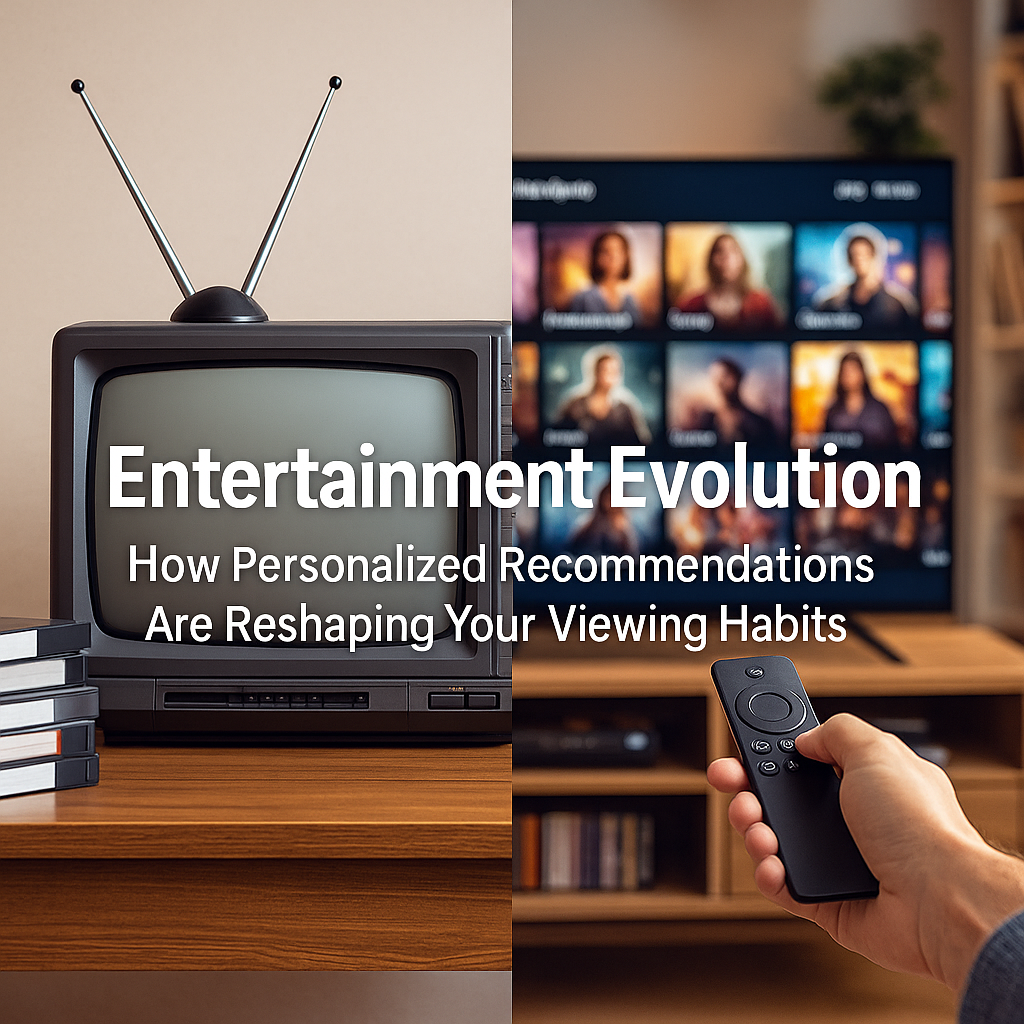 Entertainment Evolution
How Personalized Recommendations
Are Reshaping Your Viewing Habits